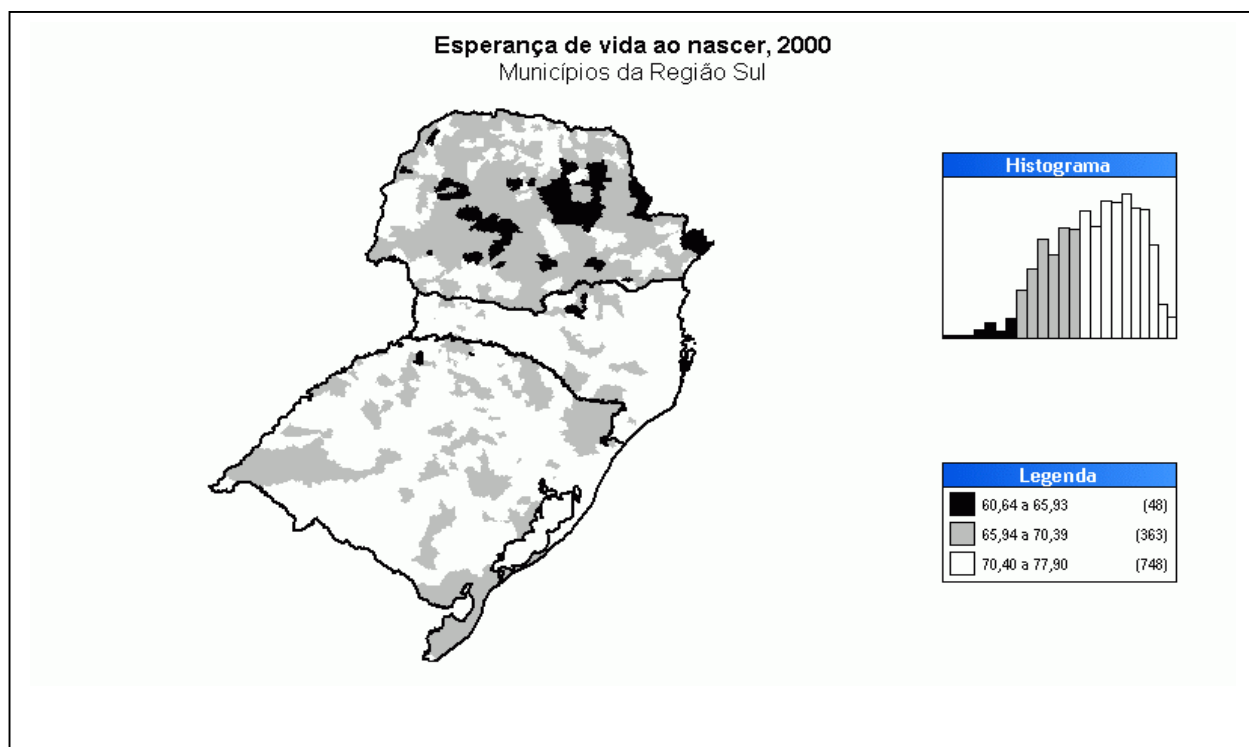 Esperança de vida ao nascer, 2000
Municípios da Região Sul
Histograma
Legenda
60,64 a 65,93 (48)
65,94 a 70,39 (363)
70,40 a 77,90 (748)